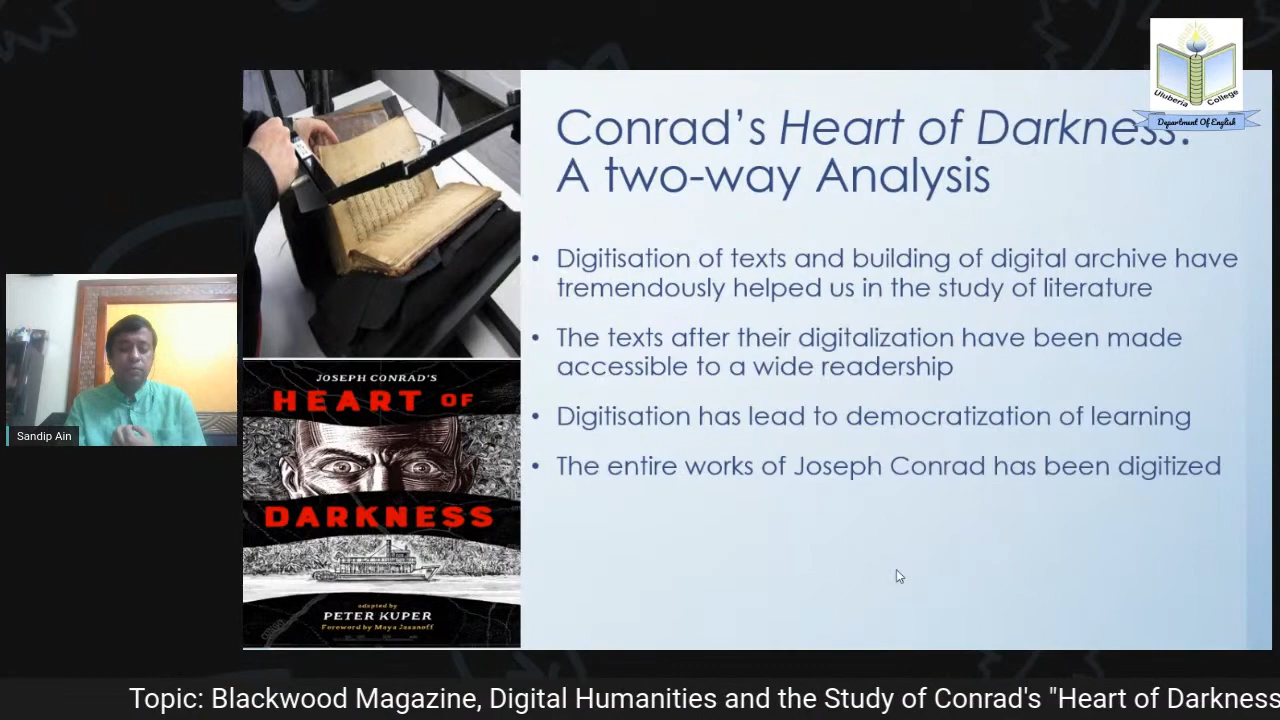 Uluberia College
Department Of English
Conrad's Heart of Darkness:
A two-way Analysis
• Digitisation of texts and building of digital archive have
tremendously helped us in the study of literature
• The texts after their digitalization have been made
accessible to a wide readership
• Digitisation has lead to democratization of learning
• The entire works of Joseph Conrad has been digitized
JOSEPH CONRAD'S
HEART OF
DARKNESS
adapted by
PETER KUPER
Foreword by Maya Jasanoff
Sandip Ain
Topic: Blackwood Magazine, Digital Humanities and the Study of Conrad's "Heart of Darkness